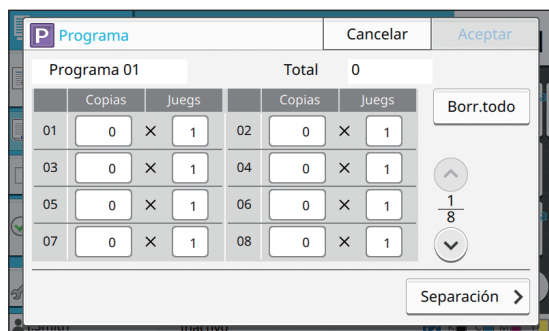 P Programa Cancelar Aceptar
Programa 01 Total 0
Copias Juegs Copias Juegs Borr.todo
01 0 × 1 02 0 × 1
03 0 × 1 04 0 × 1
05 0 × 1 06 0 × 1
1
8
07 0 × 1 08 0 × 1
Separación >